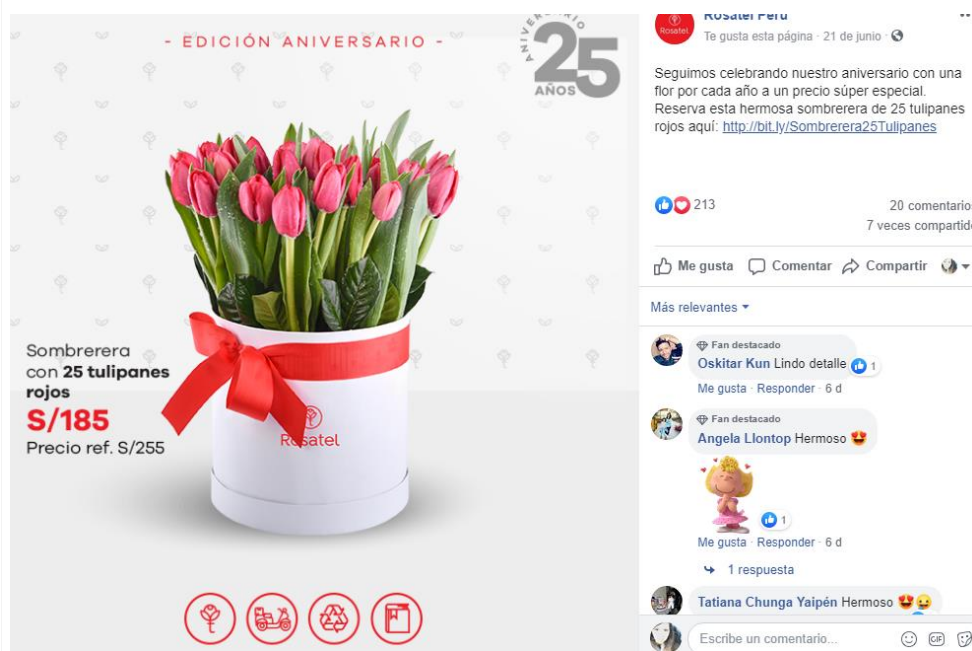 - EDICIÓN ANIVERSARIO -
ANIVERSARIO
25
AÑOS
Sombrerera
con 25 tulipanes
rojos
S/185
Precio ref. S/255
Rosatel
Rosatel
Rosatel Perú
Te gusta esta página · 21 de junio ·
Seguimos celebrando nuestro aniversario con una
flor por cada año a un precio súper especial.
Reserva esta hermosa sombrerera de 25 tulipanes
rojos aquí: http://bit.ly/Sombrerera25Tulipanes
213
20 comentarios
7 veces compartido
Me gusta Comentar Compartir
Más relevantes
Fan destacado
Oskitar Kun Lindo detalle 1
Me gusta · Responder · 6 d
Fan destacado
Angela Llontop Hermoso 😍
1
Me gusta · Responder · 6 d
1 respuesta
Tatiana Chunga Yaipén Hermoso 😍😜
Escribe un comentario...
GIF